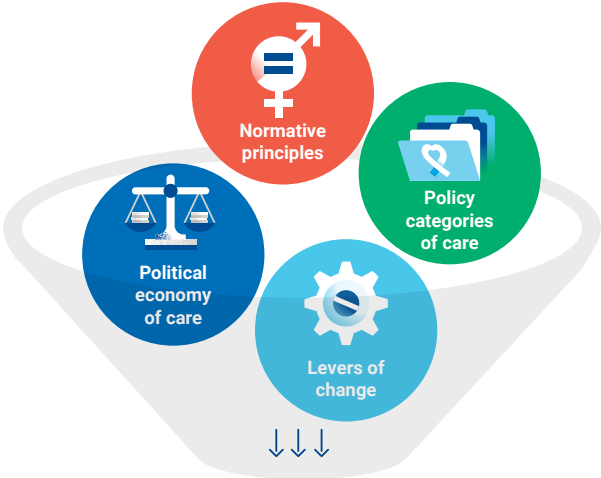 Normative
principles
Policy
categories
of care
Political
economy
of care
Levers of
change